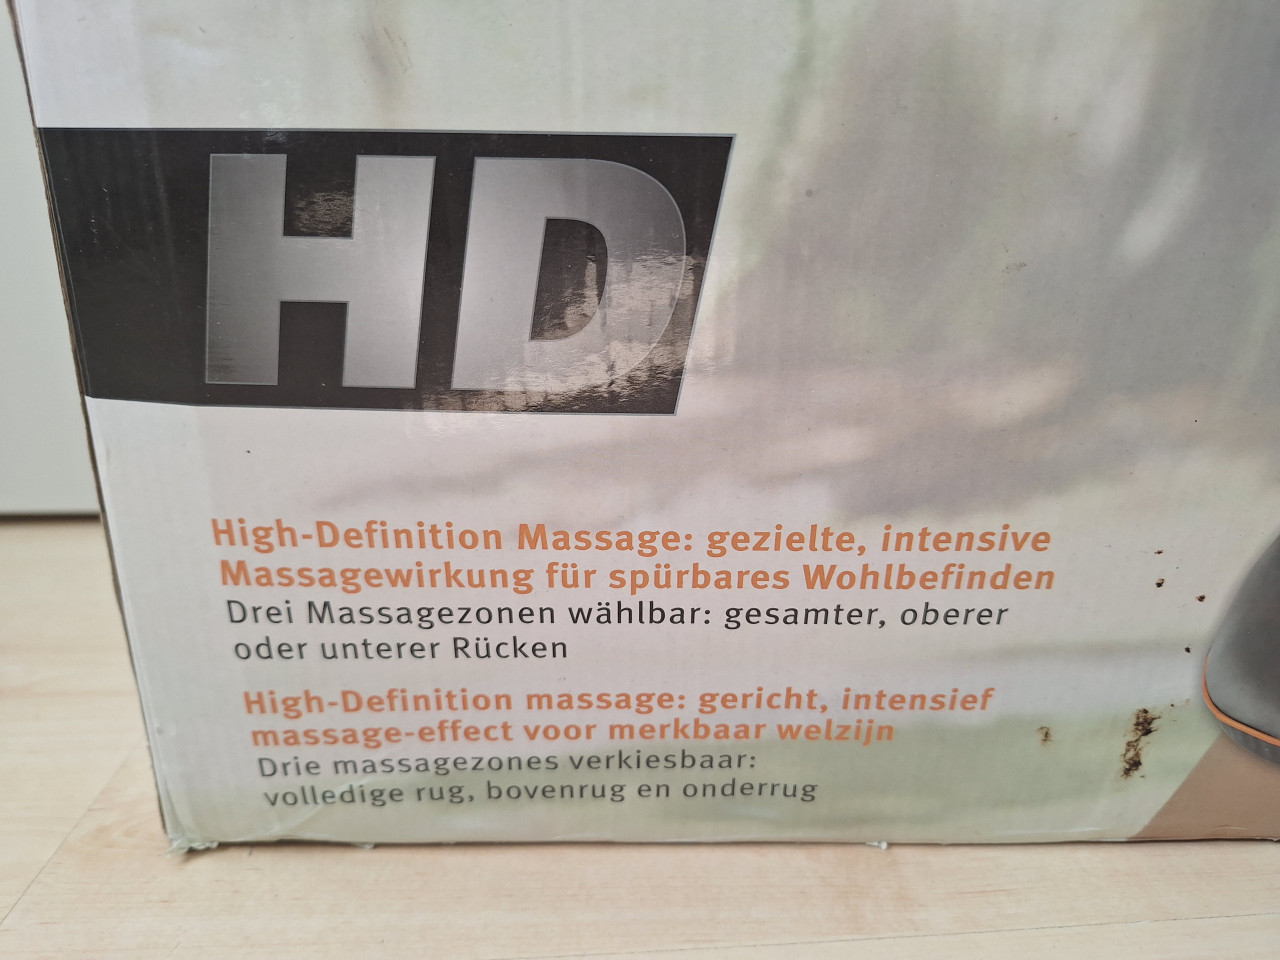 HD
High-Definition Massage: gezielte, intensive
Massagewirkung für spürbares Wohlbefinden
Drei Massagezonen wählbar: gesamter, oberer
oder unterer Rücken
High-Definition massage: gericht, intensief
massage-effect voor merkbaar welzijn
Drie massagezones verkiesbaar:
volledige rug, bovenrug en onderrug